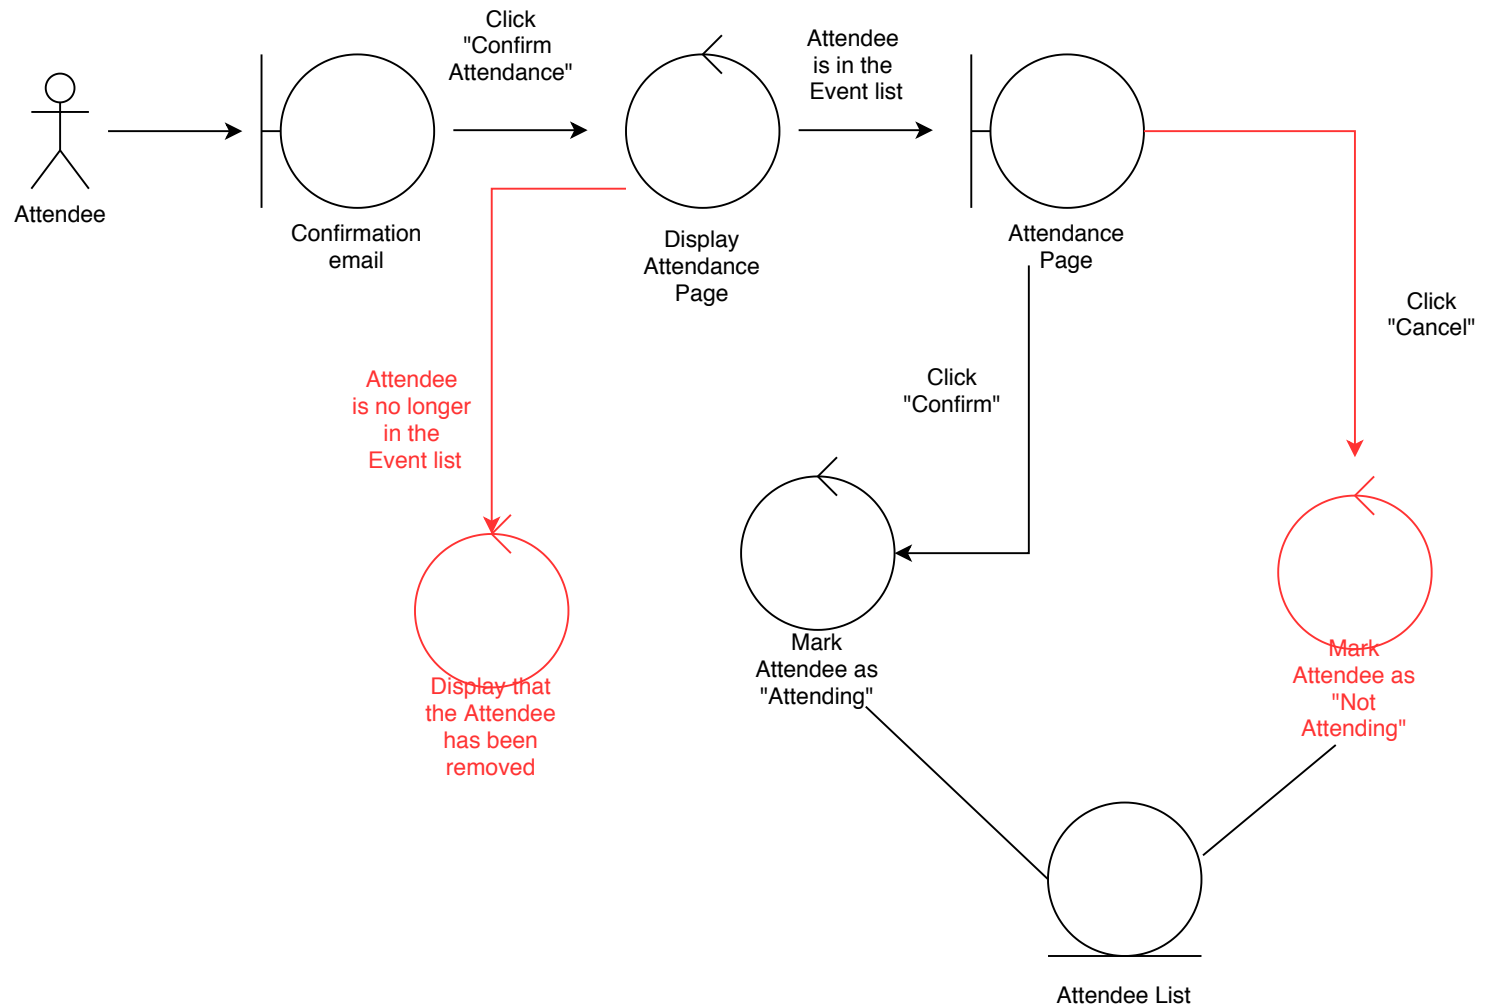 Click
"Confirm
Attendance"
Attendee
is in the
Event list
Attendee
Confirmation
email
Display
Attendance
Page
Attendance
Page
Click
"Cancel"
Attendee
is no longer
in the
Event list
Click
"Confirm"
Mark
Attendee as
"Attending"
Mark
Attendee as
"Not
Attending"
Display that
the Attendee
has been
removed
Attendee List